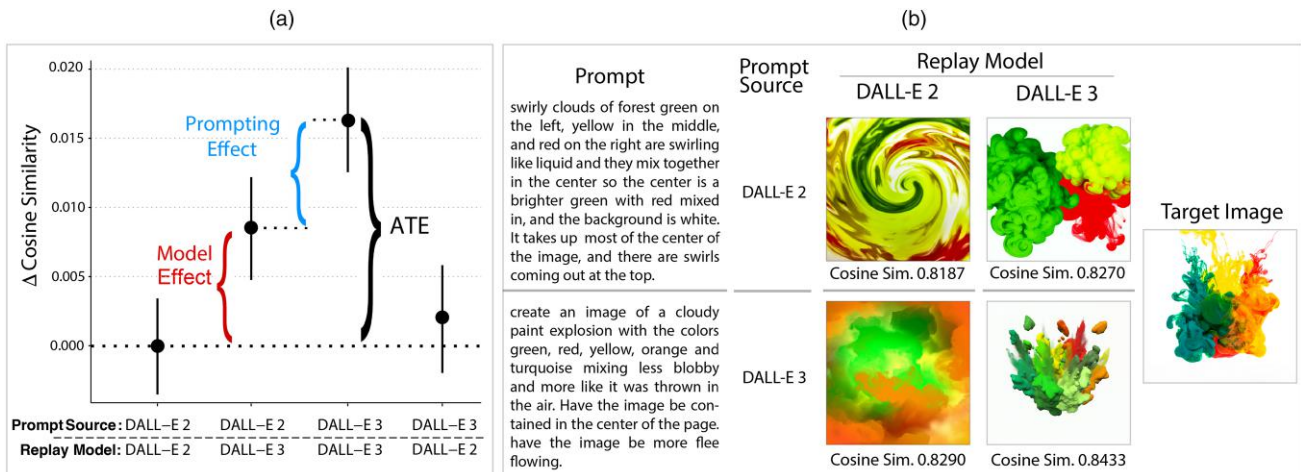 (a)
0.020
0.015
0.010
0.005
0.000
Δ Cosine Similarity
Prompting
Effect
Model
Effect
ATE
Prompt Source: DALL–E 2 DALL–E 2 DALL–E 3 DALL–E 3
Replay Model: DALL–E 2 DALL–E 3 DALL–E 3 DALL–E 2
(b)
Prompt
Prompt
Source
Replay Model
DALL-E 2 DALL-E 3
swirly clouds of forest green on
the left, yellow in the middle,
and red on the right are swirling
like liquid and they mix together
in the center so the center is a
brighter green with red mixed
in, and the background is white.
It takes up most of the center of
the image, and there are swirls
coming out at the top.
DALL-E 2
Cosine Sim. 0.8187
Cosine Sim. 0.8270
create an image of a cloudy
paint explosion with the colors
green, red, yellow, orange and
turquoise mixing less blobby
and more like it was thrown in
the air. Have the image be con-
tained in the center of the page.
have the image be more flee
flowing.
DALL-E 3
Cosine Sim. 0.8290
Cosine Sim. 0.8433
Target Image